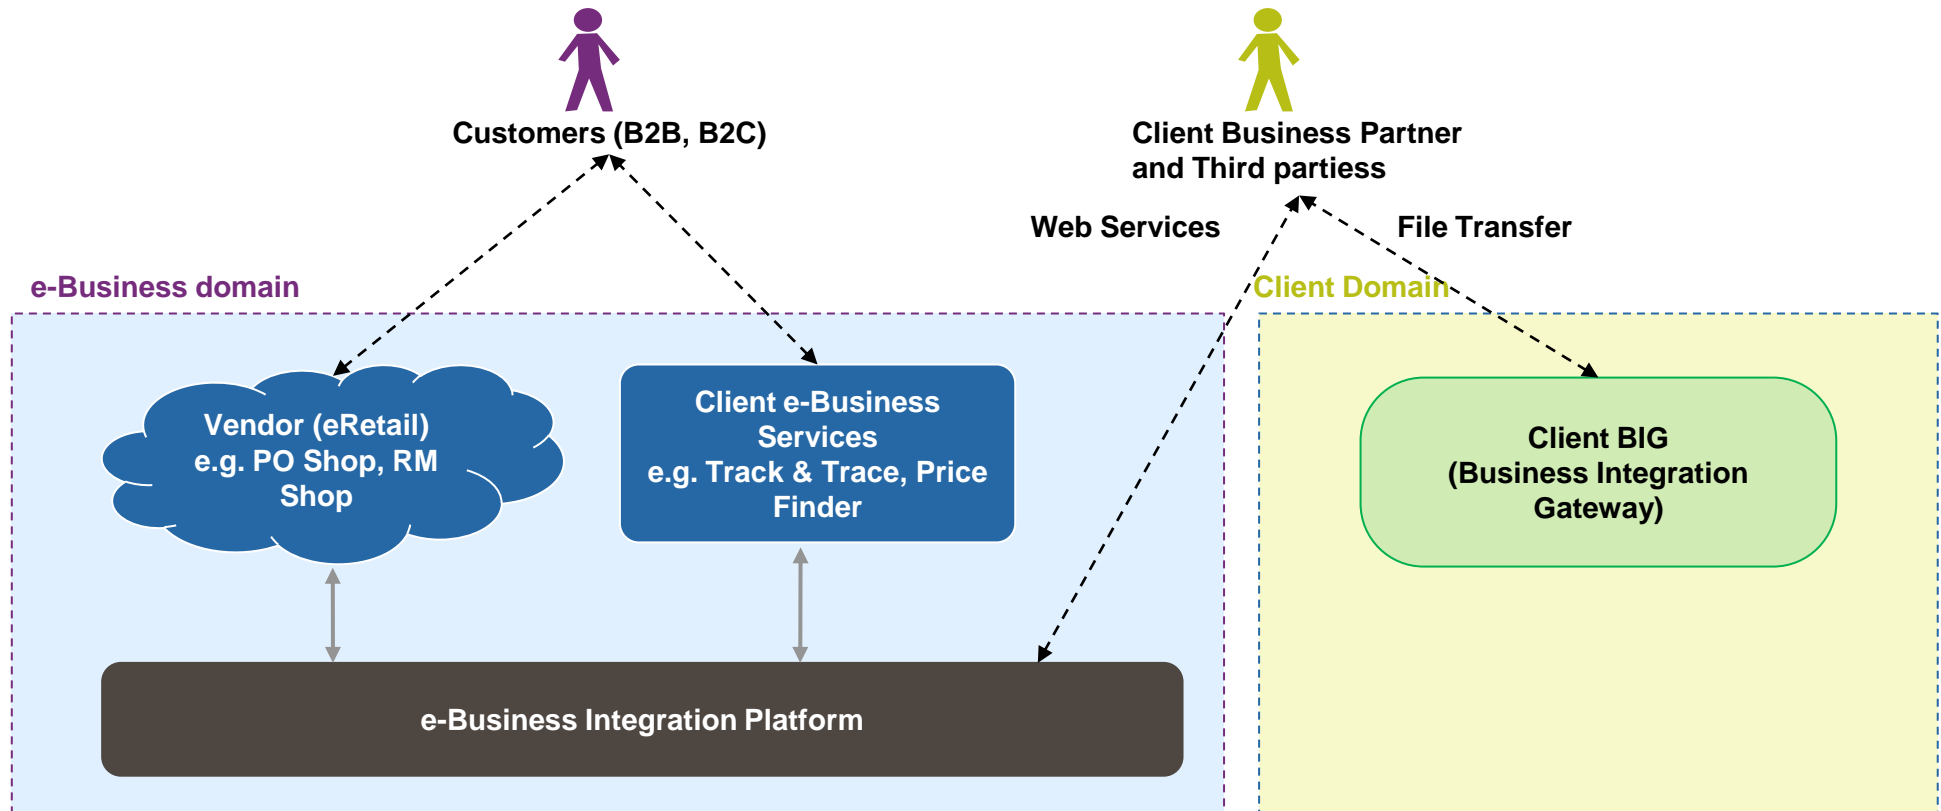 Customers (B2B, B2C)
Client Business Partner
and Third partiess
Web Services
File Transfer
e-Business domain
Client Domain
Vendor (eRetail)
e.g. PO Shop, RM
Shop
Client e-Business
Services
e.g. Track & Trace, Price
Finder
Client BIG
(Business Integration
Gateway)
e-Business Integration Platform